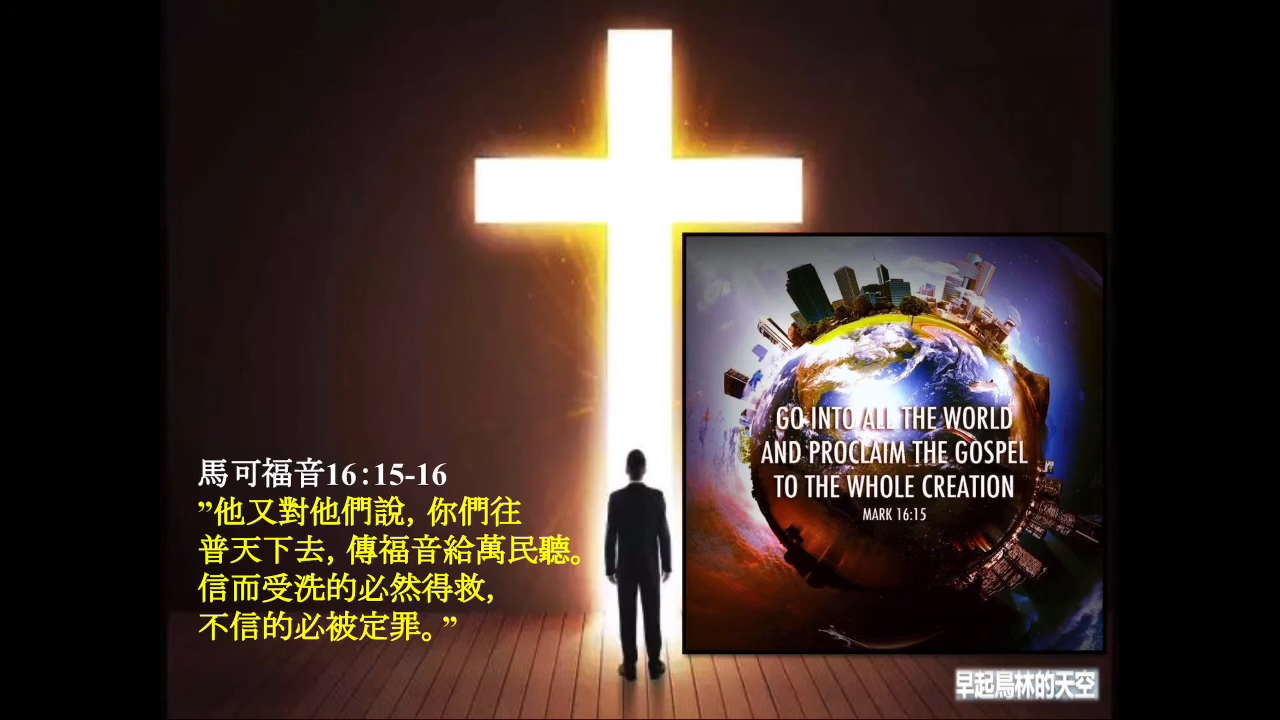 馬可福音16：15-16
”他又對他們說，你們往
普天下去，傳福音給萬民聽。
信而受洗的必然得救，
不信的必被定罪。”
GO INTO ALL THE WORLD
AND PROCLAIM THE GOSPEL
TO THE WHOLE CREATION
MARK 16:15
早起鳥林的天空